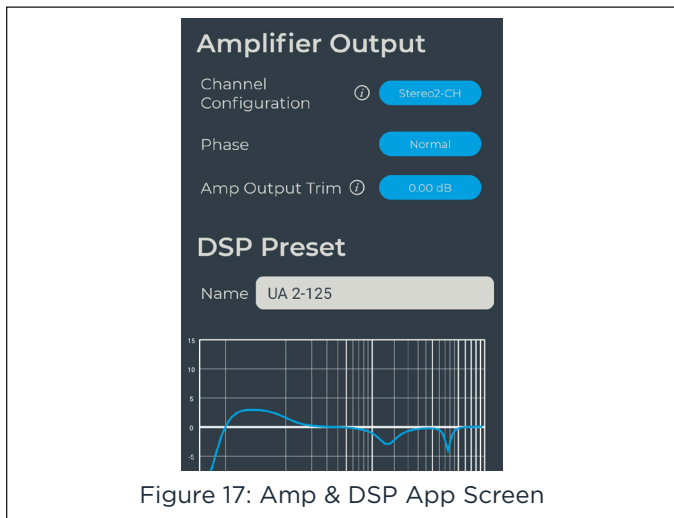 Amplifier Output
Channel
Configuration
i
Stereo2-CH
Phase
Normal
Amp Output Trim
i
0.00 dB
DSP Preset
Name
UA 2-125
15
10
5
0
-5
Figure 17: Amp & DSP App Screen